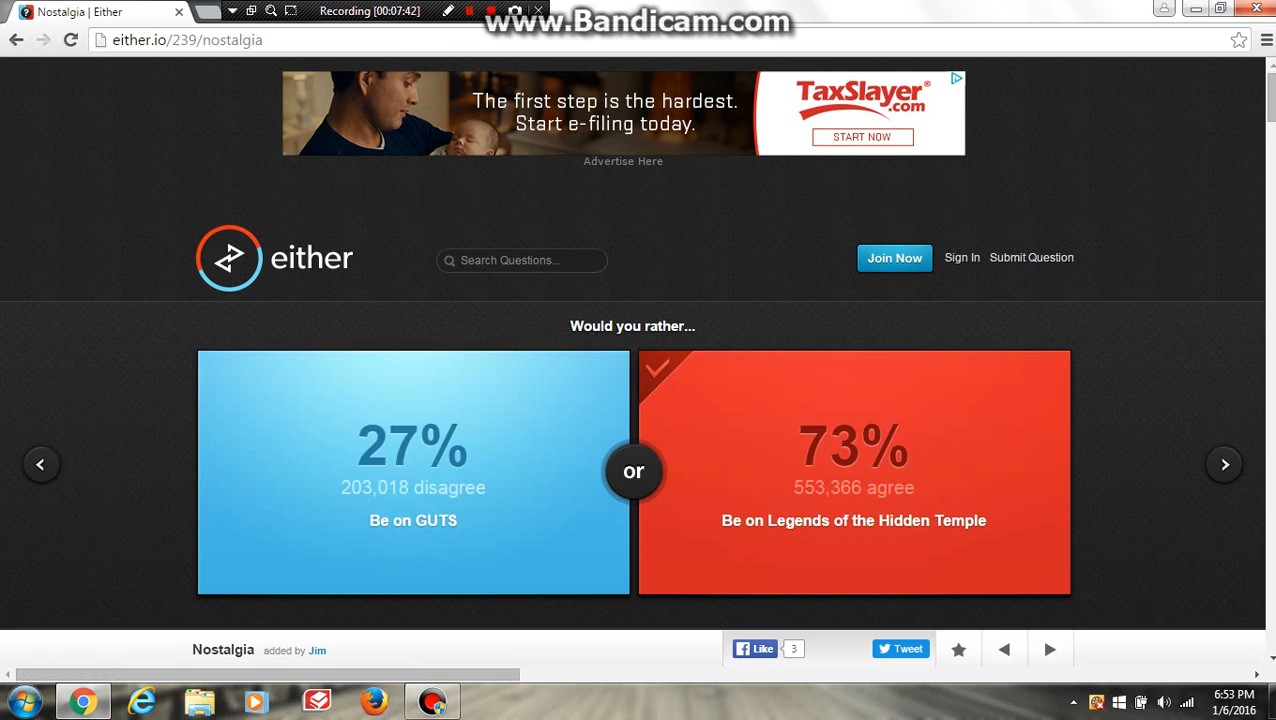 Nostalgia | Either
Recording [00:07:42]
www.Bandicam.com
either.io/239/nostalgia
The first step is the hardest.
Start e-filing today.
TaxSlayer®
.com
START NOW
Advertise Here
either
Search Questions...
Join Now
Sign In
Submit Question
Would you rather...
27%
203,018 disagree
Be on GUTS
or
73%
553,366 agree
Be on Legends of the Hidden Temple
Nostalgia added by Jim
Like
3
Tweet
6:53 PM
1/6/2016